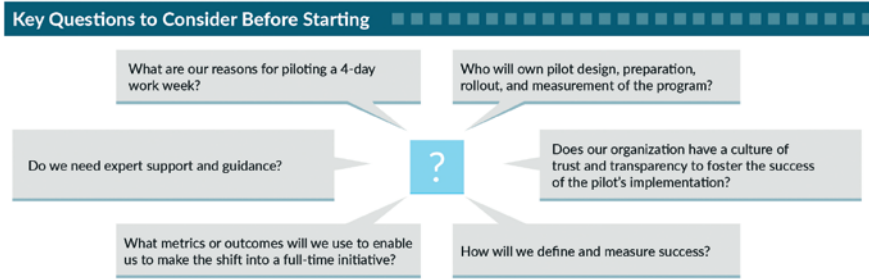 Key Questions to Consider Before Starting
What are our reasons for piloting a 4-day
work week?
Who will own pilot design, preparation,
rollout, and measurement of the program?
Do we need expert support and guidance?
?
Does our organization have a culture of
trust and transparency to foster the success
of the pilot's implementation?
What metrics or outcomes will we use to enable
us to make the shift into a full-time initiative?
How will we define and measure success?